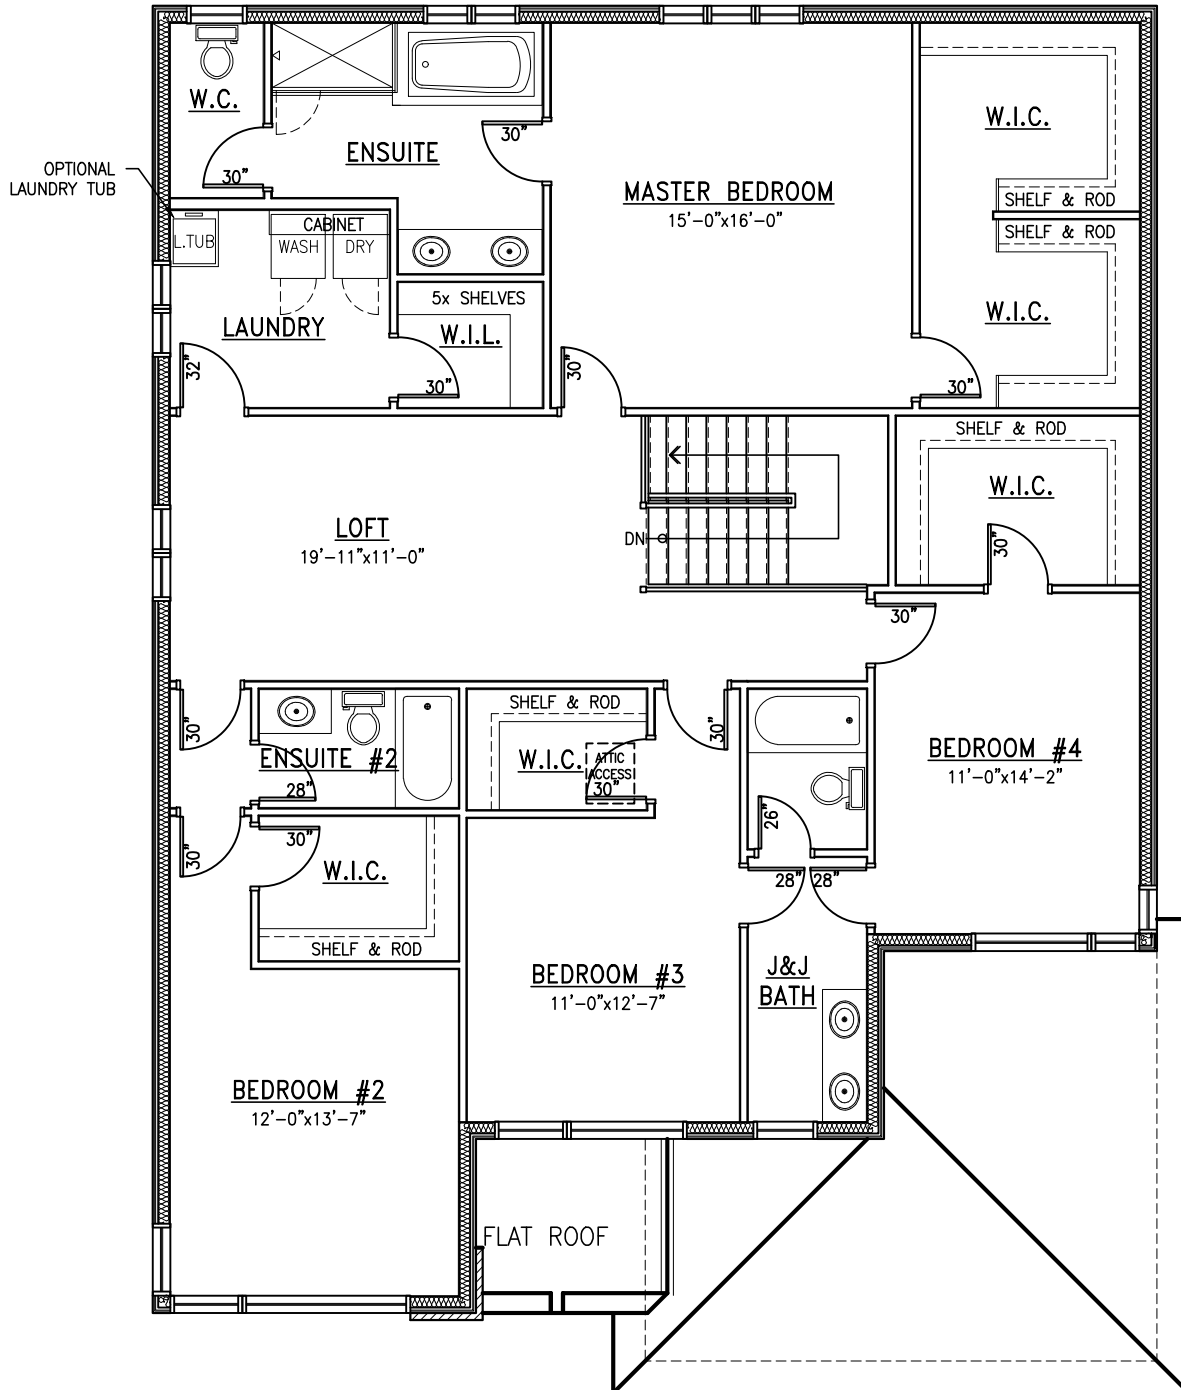 W.C.
30"
ENSUITE
30"
MASTER BEDROOM
15'-0"x16'-0"
W.I.C.
SHELF & ROD
SHELF & ROD
W.I.C.
30"
OPTIONAL
LAUNDRY TUB
L.TUB
CABINET
WASH
DRY
LAUNDRY
32"
5x SHELVES
W.I.L.
30"
30"
SHELF & ROD
W.I.C.
30"
LOFT
19'-11"x11'-0"
DN
30"
30"
ENSUITE #2
28"
SHELF & ROD
W.I.C.
ATTIC
ACCESS
30"
30"
26"
BEDROOM #4
11'-0"x14'-2"
30"
30"
W.I.C.
SHELF & ROD
28"
28"
BEDROOM #3
11'-0"x12'-7"
J&J
BATH
BEDROOM #2
12'-0"x13'-7"
FLAT ROOF